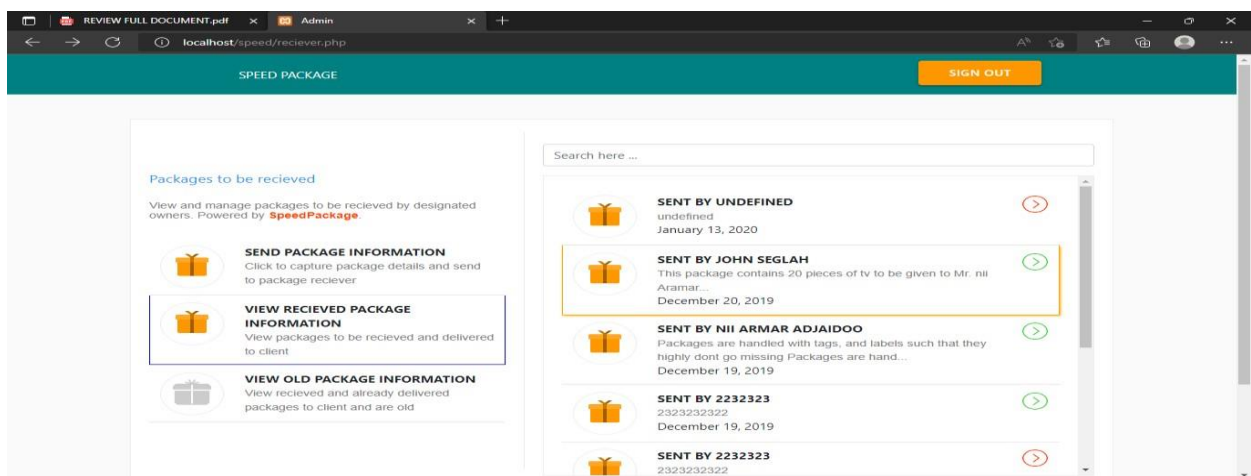 REVIEW FULL DOCUMENT.pdf
Admin
localhost/speed/reciever.php
SPEED PACKAGE
SIGN OUT
Packages to be recieved
View and manage packages to be recieved by designated
owners. Powered by SpeedPackage.
SEND PACKAGE INFORMATION
Click to capture package details and send
to package reciever
VIEW RECIEVED PACKAGE
INFORMATION
View packages to be recieved and delivered
to client
VIEW OLD PACKAGE INFORMATION
View recieved and already delivered
packages to client and are old
Search here ...
SENT BY UNDEFINED
undefined
January 13, 2020
SENT BY JOHN SEGLAH
This package contains 20 pieces of tv to be given to Mr. nii
Aramar...
December 20, 2019
SENT BY NII ARMAR ADJAIDOO
Packages are handled with tags, and labels such that they
highly dont go missing Packages are hand...
December 19, 2019
SENT BY 2232323
2323232322
December 19, 2019
SENT BY 2232323
2323232322